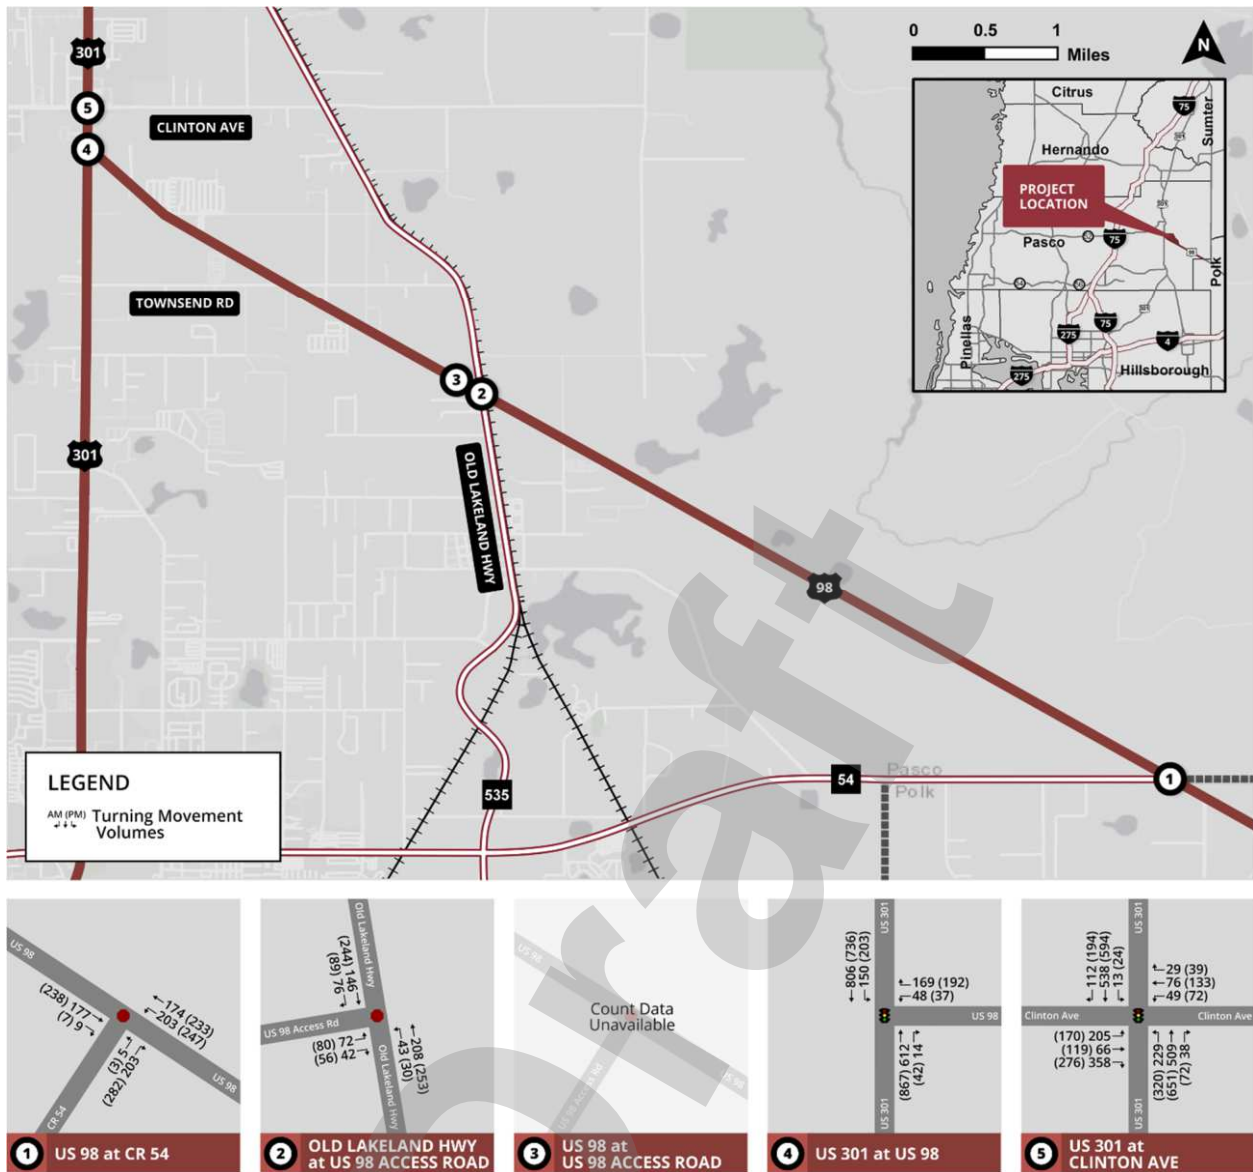 301
5
4
CLINTON AVE
TOWNSEND RD
3
2
301
OLD LAKELAND HWY
98
535
54
Pasco
Polk
1
0 0.5 1
Miles
N
Citrus
75
Sumter
Hernando
PROJECT
LOCATION
Pasco
75
Polk
Pinellas
275
75
4
275
Hillsborough
LEGEND
AM (PM) Turning Movement
Volumes
Draft
US 98
(238) 177
(7) 9
174 (233)
203 (247)
(3) 5
(282) 203
CR 54
US 98
1 US 98 at CR 54
Old Lakeland Hwy
(244) 146
(89) 76
US 98 Access Rd
(80) 72
(56) 42
208 (253)
43 (30)
Old Lakeland Hwy
2 OLD LAKELAND HWY
at US 98 ACCESS ROAD
US 98
Count Data
Unavailable
US 98 Access Rd
US 98
3 US 98 at
US 98 ACCESS ROAD
US 301
806 (736)
150 (203)
169 (192)
48 (37)
US 98
(867) 612
(42) 14
US 301
4 US 301 at US 98
US 301
112 (194)
538 (594)
13 (24)
29 (39)
76 (133)
49 (72)
Clinton Ave
Clinton Ave
(170) 205
(119) 66
(276) 358
(320) 229
(651) 509
(72) 38
US 301
5 US 301 at
CLINTON AVE